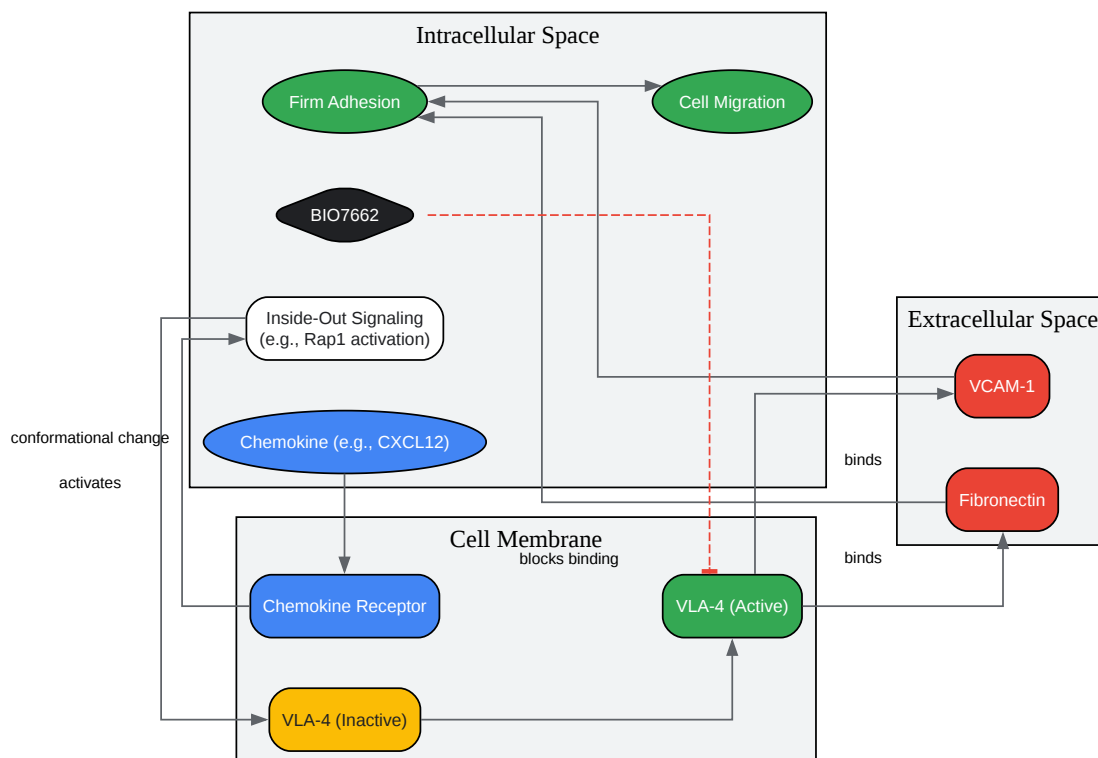 Intracellular Space
Firm Adhesion
Cell Migration
BIO7662
Inside-Out Signaling
(e.g., Rap1 activation)
Extracellular Space
VCAM-1
conformational change
Chemokine (e.g., CXCL12)
binds
activates
Fibronectin
Cell Membrane
blocks binding
binds
Chemokine Receptor
VLA-4 (Active)
VLA-4 (Inactive)